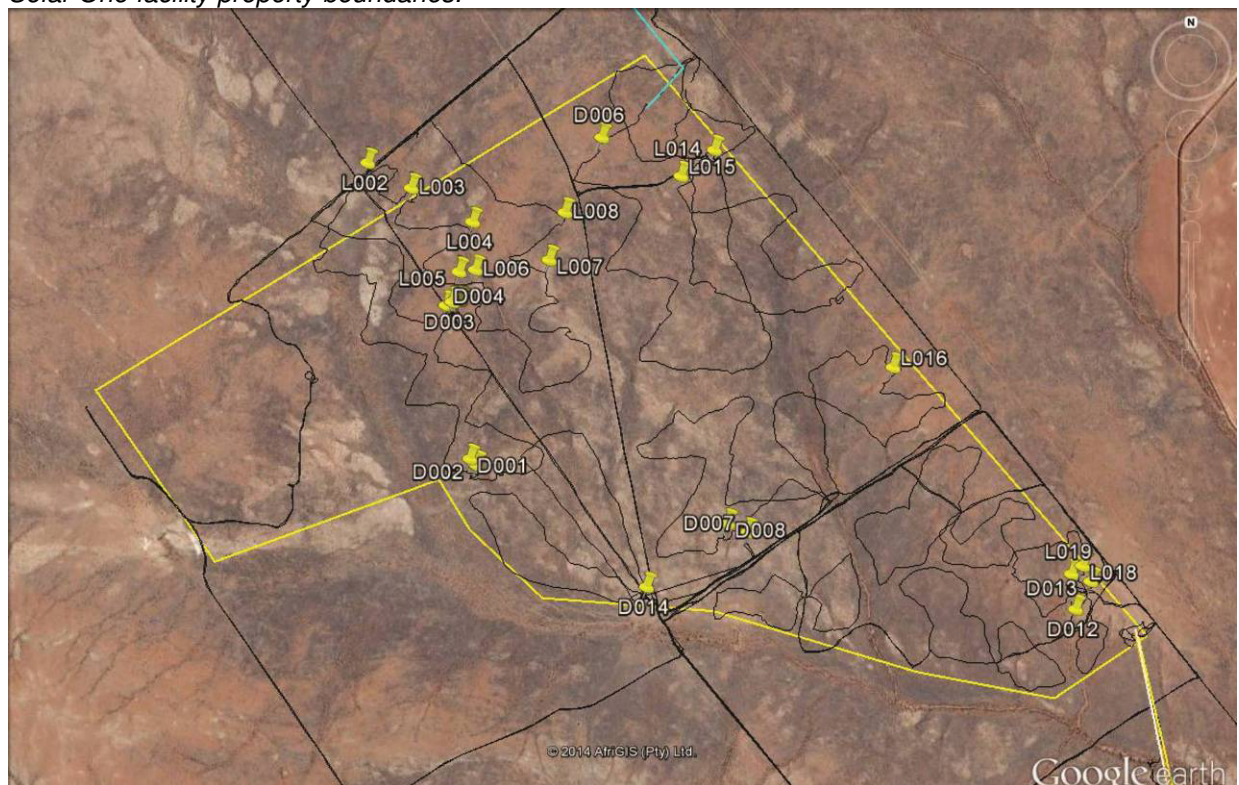 Solar One facility property boundaries.
N
D006
L014
L015
L002
L003
L008
L004
L005
L006
L007
D004
D003
L016
D002
D001
D007
D008
L019
L018
D013
D012
D014
© 2014 AfriGIS (Pty) Ltd.
Google earth